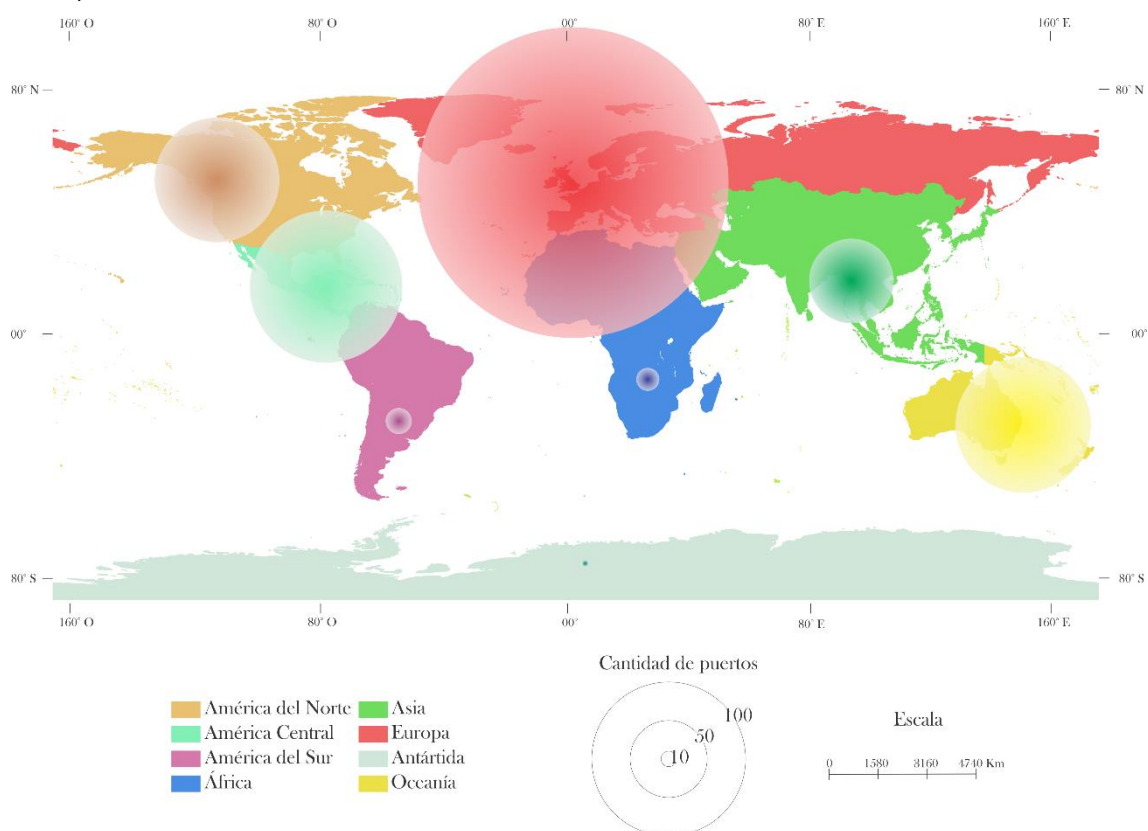 160° O 80° O 00° 80° E 160° E
80° N 80° N
00° 00°
80° S 80° S
160° O 80° O 00° 80° E 160° E
Cantidad de puertos
100
50
10
América del Norte
América Central
América del Sur
África
Asia
Europa
Antártida
Oceanía
Escala
0 1580 3160 4740 Km